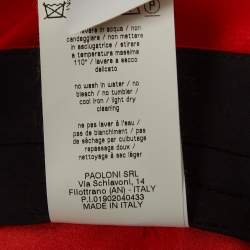 lavare in acqua / non
candeggiare / non mettere
in asciugatrice / stirare
a temperatura massima
110° / lavare a secco
delicato
no wash in water / no
bleach / no tumbler /
cool iron / light dry
cleaning
ne pas laver à l'eau /
pas de blanchiment / pas
de séchage par culbutage
repassage doux /
nettoyage à sec léger
PAOLONI SRL
Via Schiavoni, 14
Filottrano (AN) - ITALY
P.I.01902040433
MADE IN ITALY